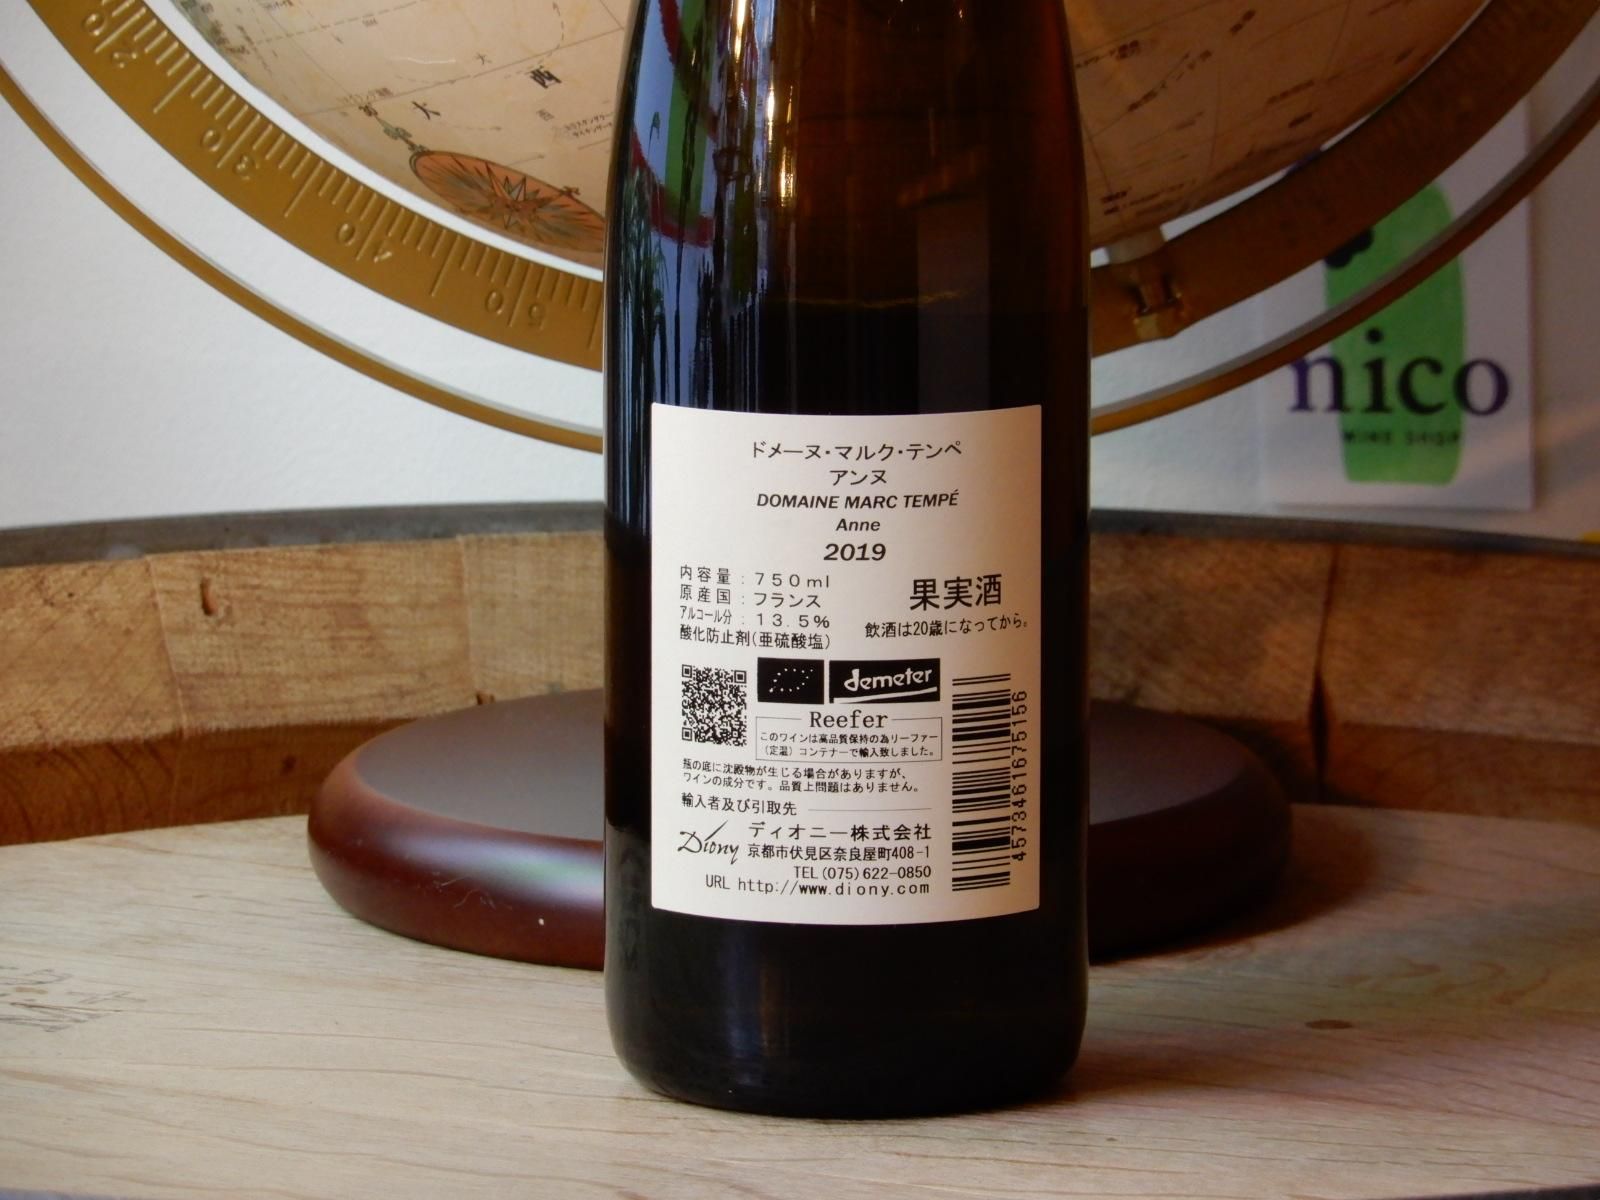 大
西
nico
WINE SHOP
ドメーヌ・マルク・テンペ
アンヌ
DOMAINE MARC TEMPÉ
Anne
2019
内容量:750ml
原産国:フランス
アルコール分:13.5%
酸化防止剤(亜硫酸塩)
果実酒
飲酒は20歳になってから。
demeter
Reefer
このワインは高品質保持の為リーファー
(定温)コンテナーで輸入致しました。
瓶の底に沈殿物が生じる場合がありますが、
ワインの成分です。品質上問題はありません。
輸入者及び引取先
Diony
ディオニー株式会社
京都市伏見区奈良屋町408-1
TEL(075)622-0850
URL http://www.diony.com
4573461675156